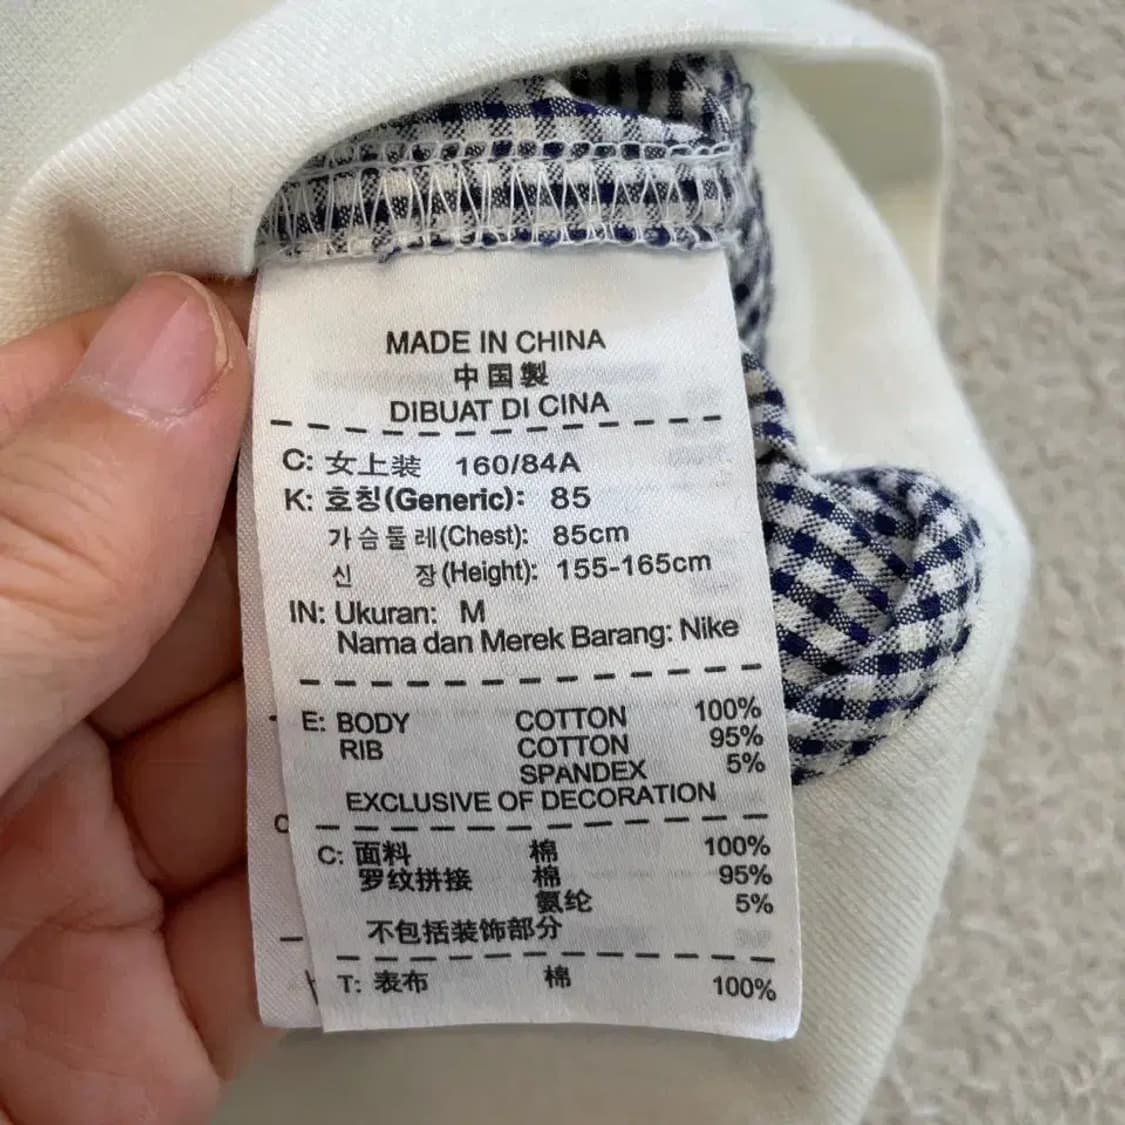 MADE IN CHINA
中国製
DIBUAT DI CINA
C: 女上装 160/84A
K: 호칭(Generic): 85
가슴둘레(Chest): 85cm
신 장(Height): 155-165cm
IN: Ukuran: M
Nama dan Merek Barang: Nike
E: BODY COTTON 100%
RIB COTTON 95%
SPANDEX 5%
EXCLUSIVE OF DECORATION
C: 面料 棉 100%
罗纹拼接 棉 95%
氨纶 5%
不包括装饰部分
T: 表布 棉 100%